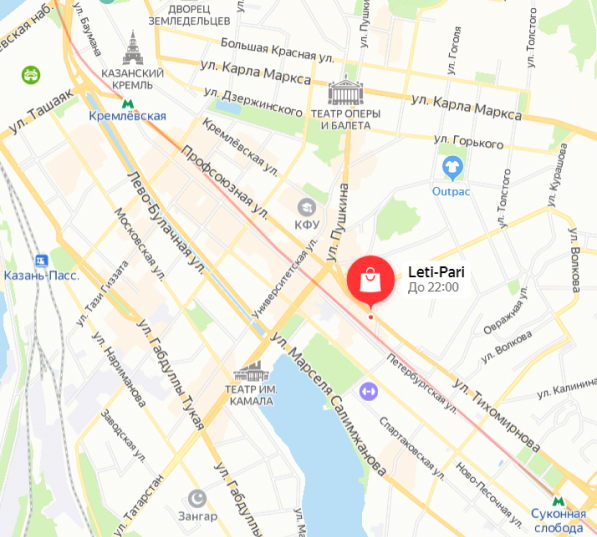 ДВОРЕЦ
ЗЕМЛЕДЕЛЬЦЕВ
ул. Пушки
ул. Гоголя
ул. Толстого
вская наб.
ул. Баумана
Большая Красная ул.
КАЗАНСКИЙ
КРЕМЛЬ
ул. Карла Маркса
ул. Карла Маркса
Кремлёвская
ул. Дзержинского
ТЕАТР ОПЕРЫ
И БАЛЕТА
ул. Ташаяк
Кремлёвская ул.
ул. Горького
Профсоюзная ул.
ул. Курашова
Outpac
ул. Толстого
Лево-Булачная ул.
ул. Пушкина
КФУ
Московская ул.
Университетская ул.
ул. Волкова
Казань-Пасс.
ул. Тази Гиззата
Leti-Pari
До 22:00
Овражная ул.
ул. Волкова
ул. Нариманова
ул. Габдуллы Тукая
ул. Марселя Салимжанова
Петербургская ул.
ТЕАТР ИМ.
КАМАЛА
ул. Тихомирнова
ул. Калинина
Заводская ул.
Спартаковская ул.
Ново-Песочная ул.
ул. Татарстан
ул. Габдуллы
Зангар
ул. Ма
Суконная
слобода